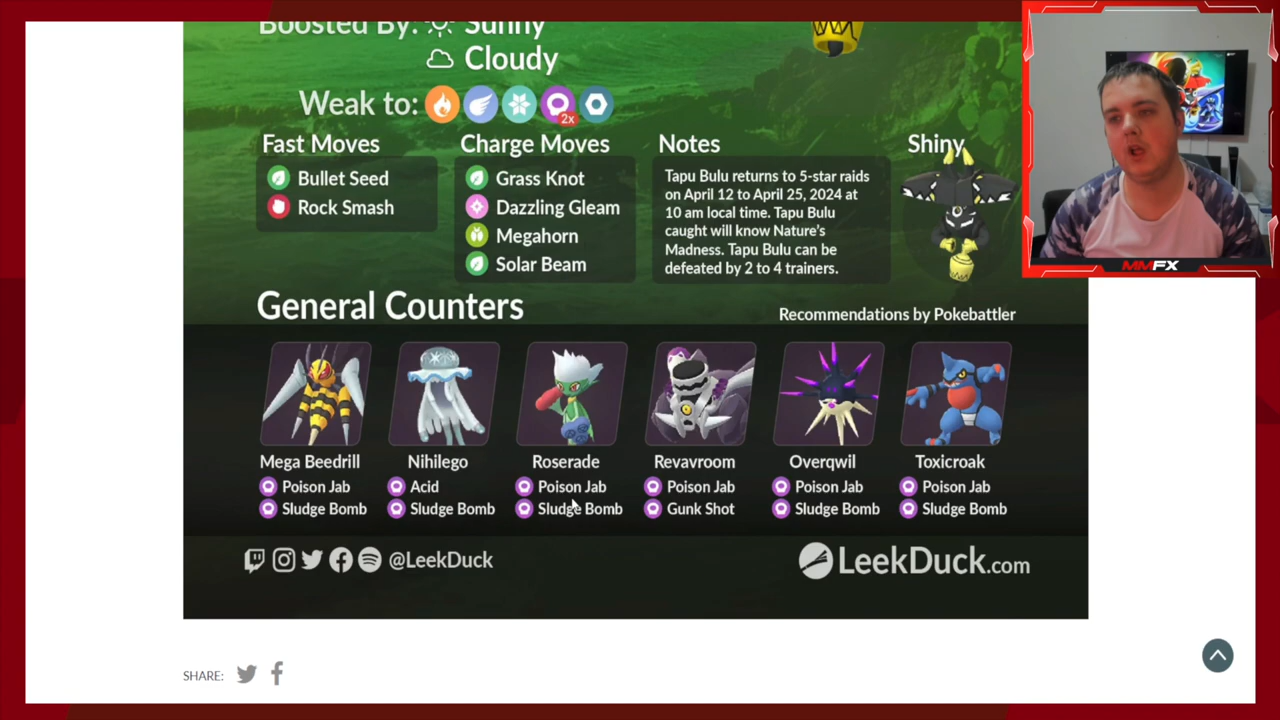 Boosted By: Sunny
Cloudy
Weak to:
2x
Fast Moves
Bullet Seed
Rock Smash
Charge Moves
Grass Knot
Dazzling Gleam
Megahorn
Solar Beam
Notes
Tapu Bulu returns to 5-star raids
on April 12 to April 25, 2024 at
10 am local time. Tapu Bulu
caught will know Nature's
Madness. Tapu Bulu can be
defeated by 2 to 4 trainers.
Shiny
MMFX
General Counters
Recommendations by Pokebattler
Mega Beedrill
Poison Jab
Sludge Bomb
Nihilego
Acid
Sludge Bomb
Roserade
Poison Jab
Sludge Bomb
Revavroom
Poison Jab
Gunk Shot
Overqwil
Poison Jab
Sludge Bomb
Toxicroak
Poison Jab
Sludge Bomb
@LeekDuck
LeekDuck.com
SHARE: